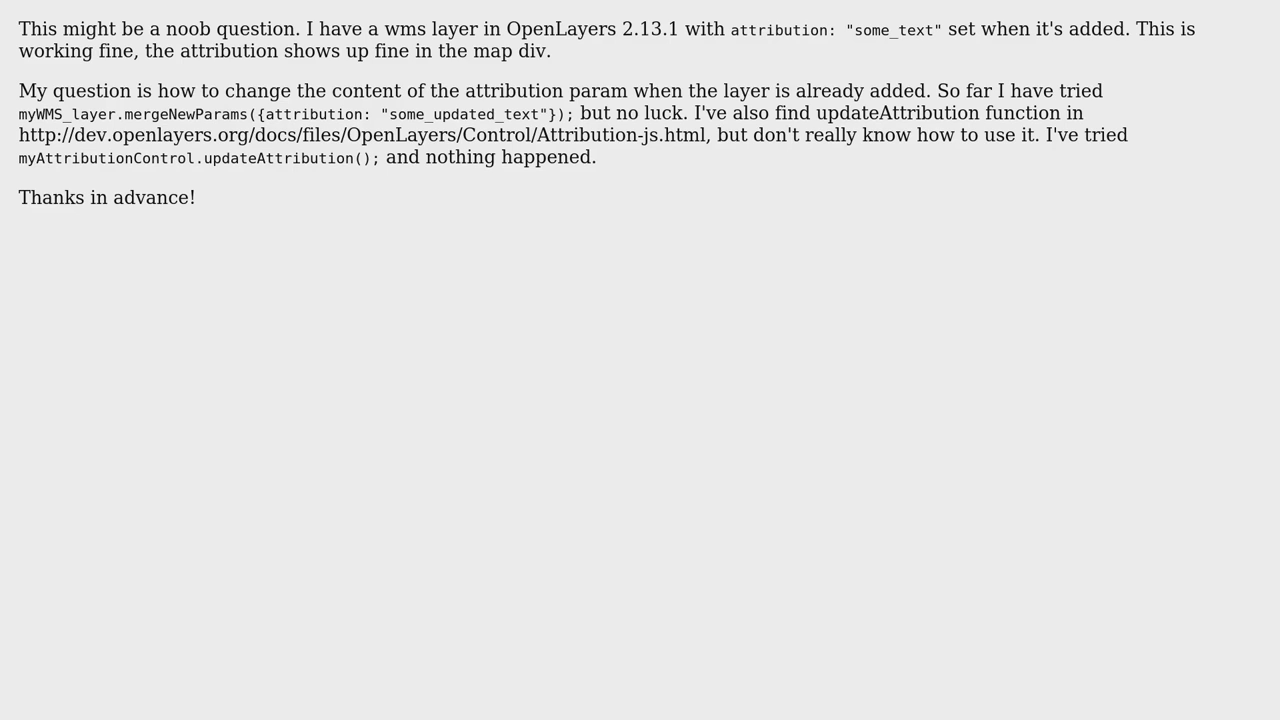 This might be a noob question. I have a wms layer in OpenLayers 2.13.1 with attribution: "some_text" set when it's added. This is
working fine, the attribution shows up fine in the map div.
My question is how to change the content of the attribution param when the layer is already added. So far I have tried
myWMS_layer.mergeNewParams({attribution: "some_updated_text"}); but no luck. I've also find updateAttribution function in
http://dev.openlayers.org/docs/files/OpenLayers/Control/Attribution-js.html, but don't really know how to use it. I've tried
myAttributionControl.updateAttribution(); and nothing happened.
Thanks in advance!